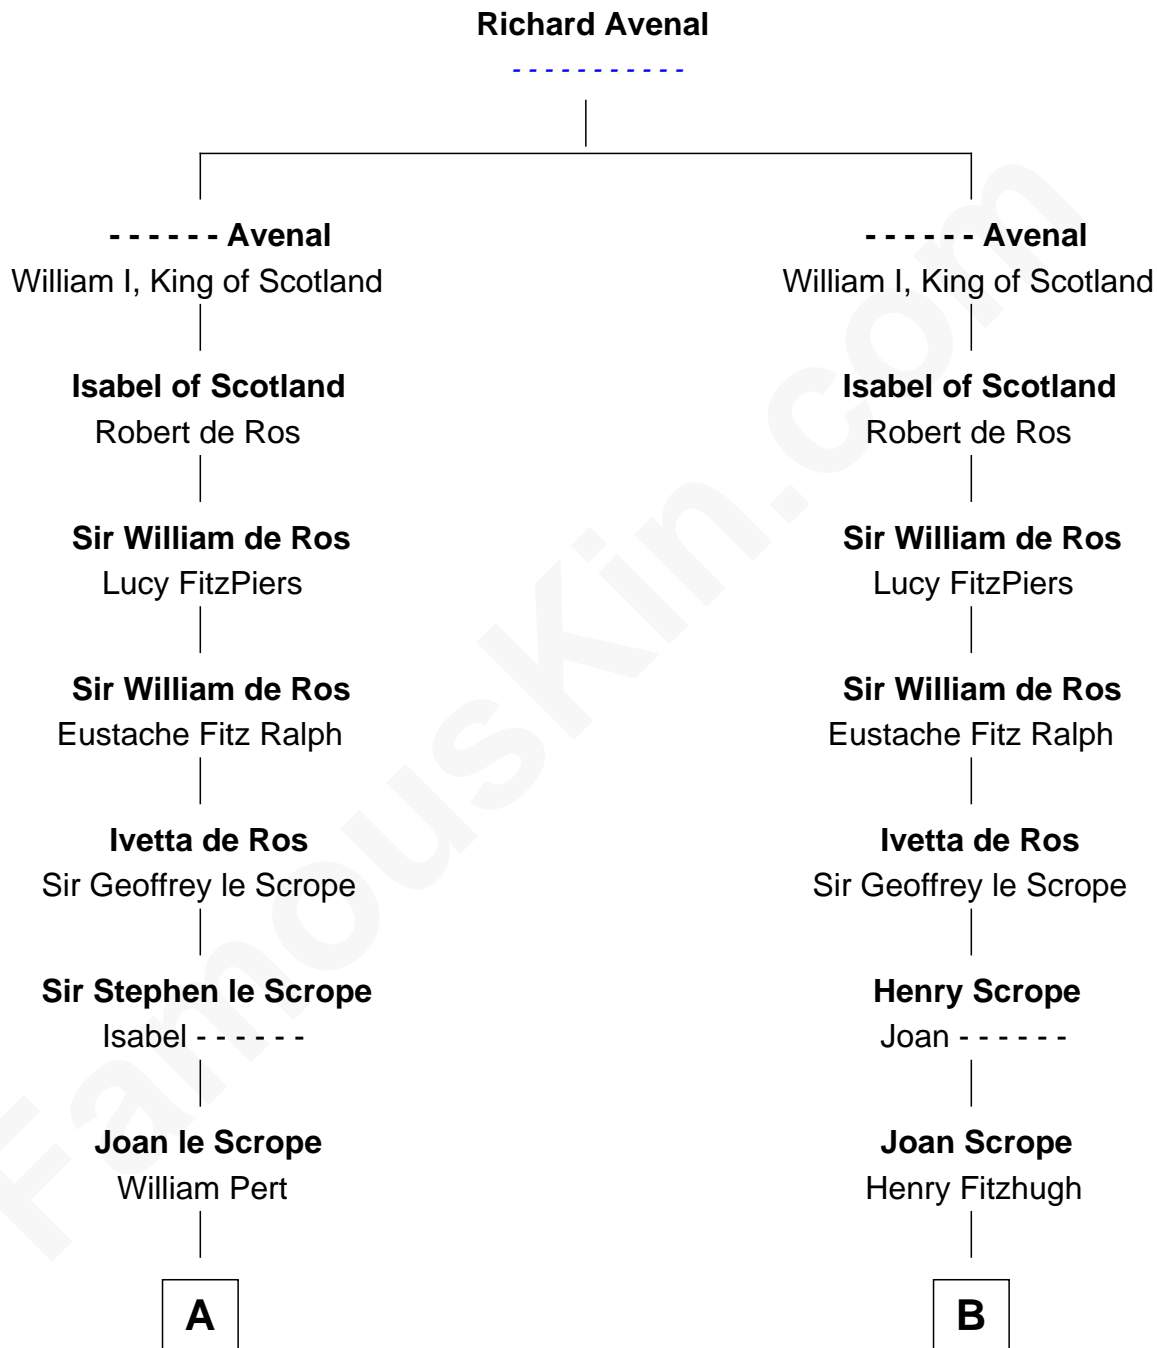 Richard Avenal
- - - - - - - - - - -
- - - - - - Avenal
William I, King of Scotland
Isabel of Scotland
Robert de Ros
Sir William de Ros
Lucy FitzPiers
Sir William de Ros
Eustache Fitz Ralph
Ivetta de Ros
Sir Geoffrey le Scrope
Sir Stephen le Scrope
Isabel - - - - - -
Joan le Scrope
William Pert
A
- - - - - - Avenal
William I, King of Scotland
Isabel of Scotland
Robert de Ros
Sir William de Ros
Lucy FitzPiers
Sir William de Ros
Eustache Fitz Ralph
Ivetta de Ros
Sir Geoffrey le Scrope
Henry Scrope
Joan - - - - - -
Joan Scrope
Henry Fitzhugh
B
FamousKin.com